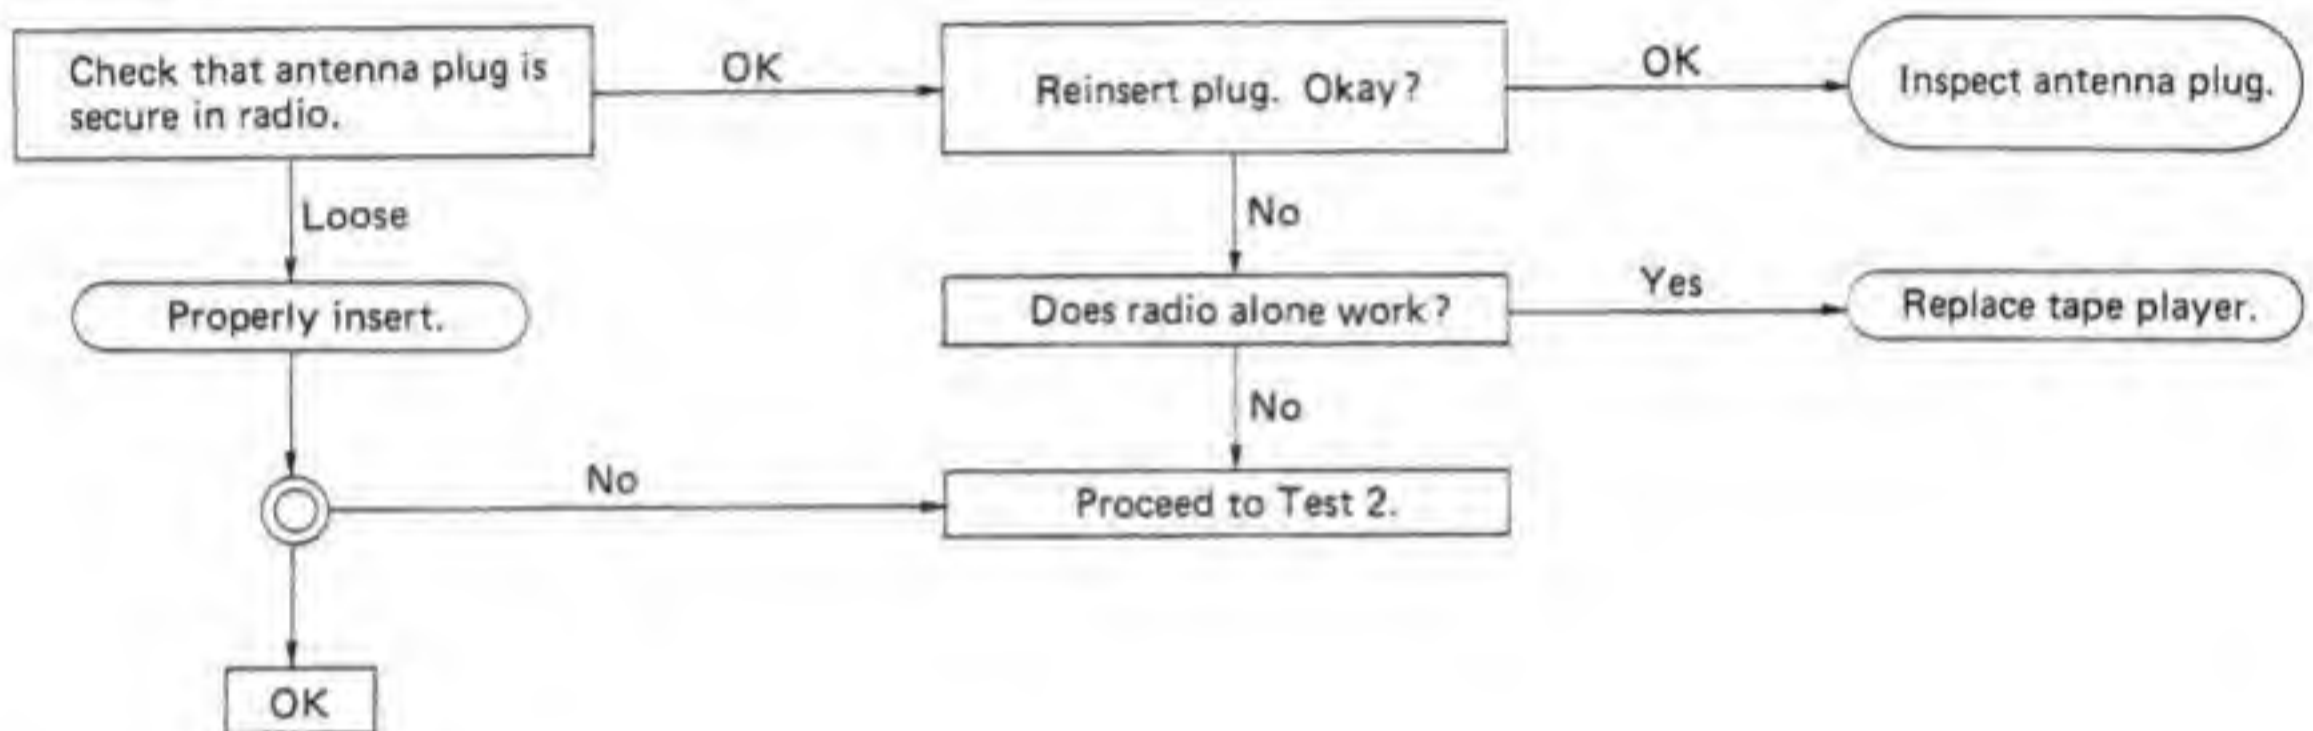 Check that antenna plug is
secure in radio.
OK
Reinsert plug. Okay?
OK
Inspect antenna plug.
Loose
No
Properly insert.
Does radio alone work?
Yes
Replace tape player.
No
No
Proceed to Test 2.
OK